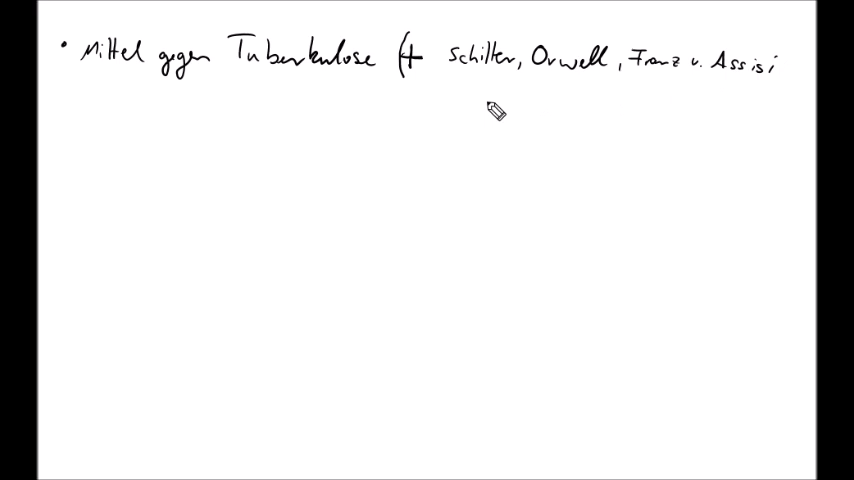 • Mittel gegen Tuberkulose († Schiller, Orwell, Franz v. Assisi